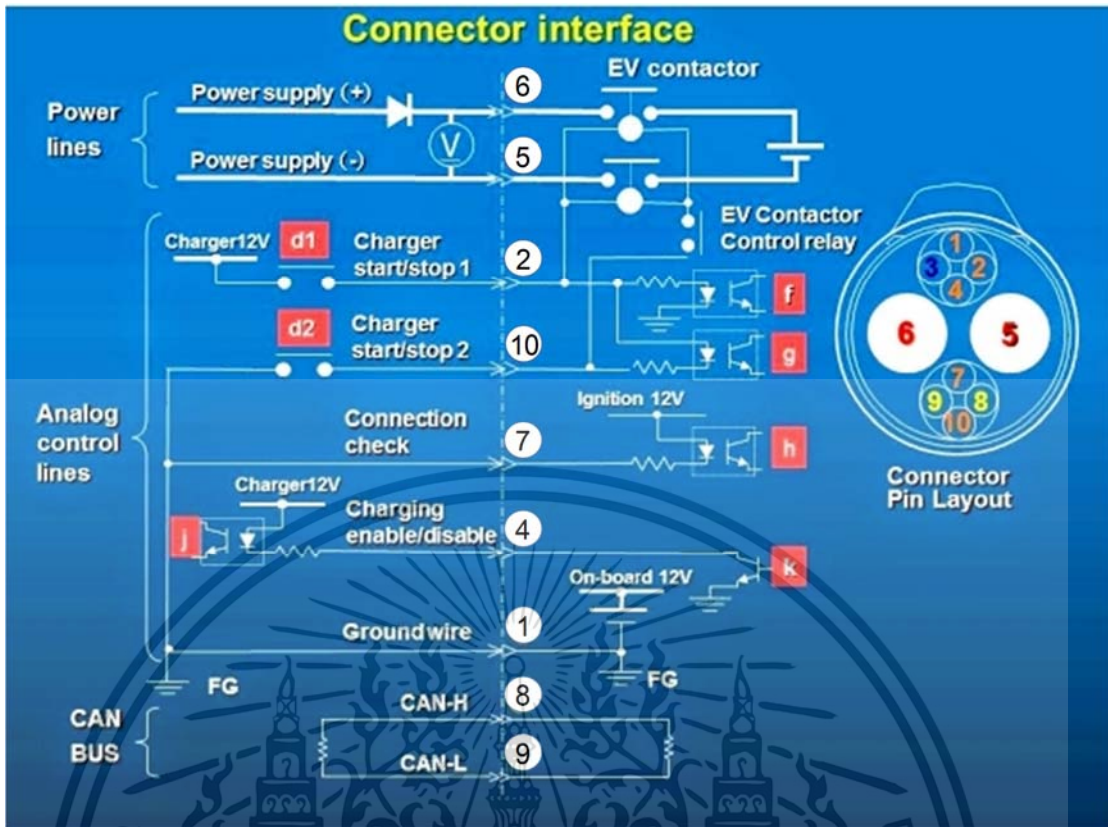 Connector interface
Power lines
Power supply (+)
6
EV contactor
V
Power supply (-)
5
EV Contactor
Control relay
Analog control lines
Charger12V
d1
Charger
start/stop 1
2
f
d2
Charger
start/stop 2
10
g
Ignition 12V
Connection
check
7
h
Charger12V
j
Charging
enable/disable
4
k
On-board 12V
Ground wire
1
FG
FG
CAN BUS
CAN-H
8
CAN-L
9
1
3 2
4
6 5
7
9 8
10
Connector
Pin Layout